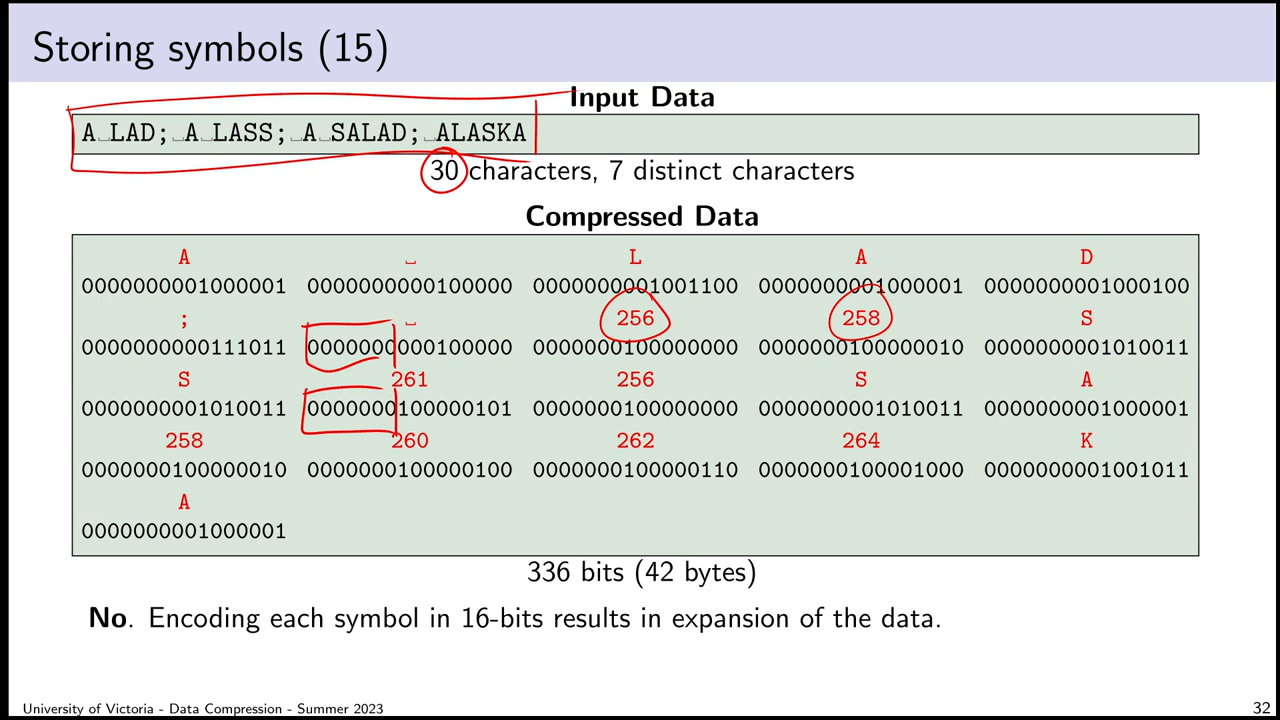 Storing symbols (15)
Input Data
A␣LAD;␣A␣LASS;␣A␣SALAD;␣ALASKA
30 characters, 7 distinct characters
Compressed Data
A ␣ L A D
0000000001000001 0000000000100000 0000000001001100 0000000001000001 0000000001000100
; ␣ 256 258 S
0000000000111011 0000000000100000 0000000100000000 0000000100000010 0000000001010011
S 261 256 S A
0000000001010011 0000000100000101 0000000100000000 0000000001010011 0000000001000001
258 260 262 264 K
0000000100000010 0000000100000100 0000000100000110 0000000100001000 0000000001001011
A
0000000001000001
336 bits (42 bytes)
No. Encoding each symbol in 16-bits results in expansion of the data.
University of Victoria - Data Compression - Summer 2023
32